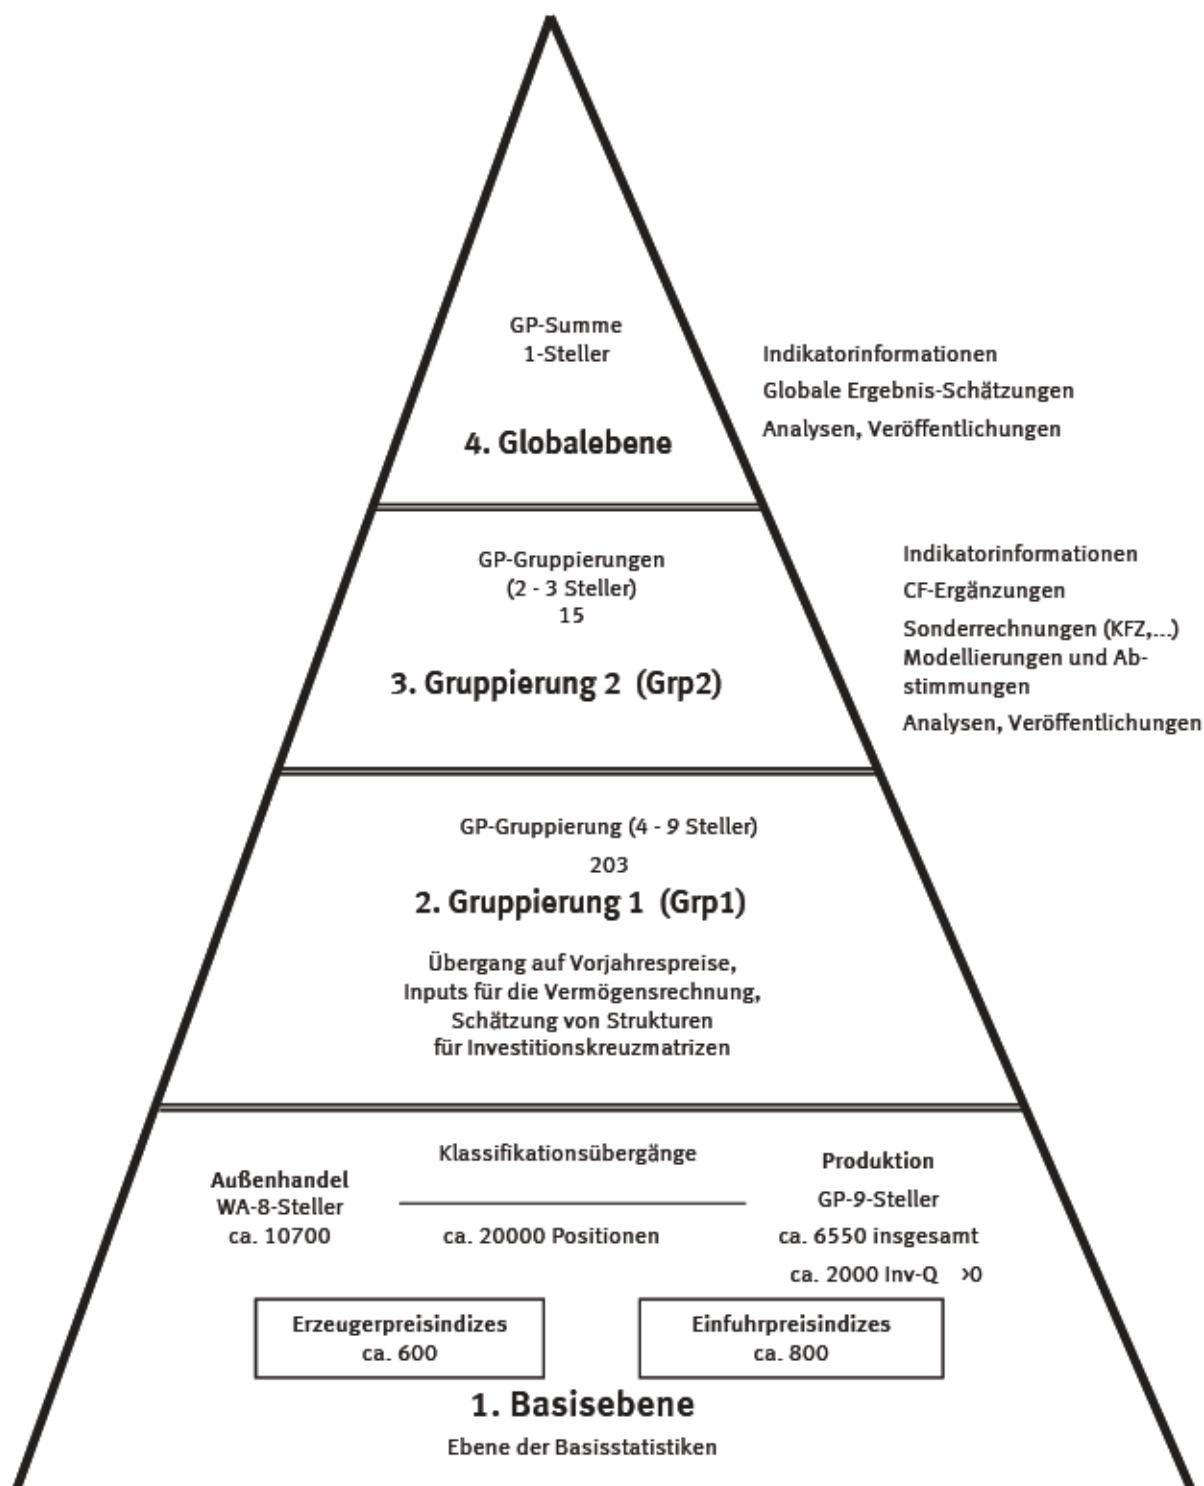 GP-Summe
1-Steller
4. Globalebene
Indikatorinformationen
Globale Ergebnis-Schätzungen
Analysen, Veröffentlichungen
GP-Gruppierungen
(2 - 3 Steller)
15
3. Gruppierung 2 (Grp2)
Indikatorinformationen
CF-Ergänzungen
Sonderrechnungen (KFZ,...)
Modellierungen und Ab-
stimmungen
Analysen, Veröffentlichungen
GP-Gruppierung (4 - 9 Steller)
203
2. Gruppierung 1 (Grp1)
Übergang auf Vorjahrespreise,
Inputs für die Vermögensrechnung,
Schätzung von Strukturen
für Investitionskreuzmatrizen
Außenhandel
WA-8-Steller
ca. 10700
Klassifikationsübergänge
ca. 20000 Positionen
Produktion
GP-9-Steller
ca. 6550 insgesamt
ca. 2000 Inv-Q >0
Erzeugerpreisindizes
ca. 600
Einfuhrpreisindizes
ca. 800
1. Basisebene
Ebene der Basisstatistiken